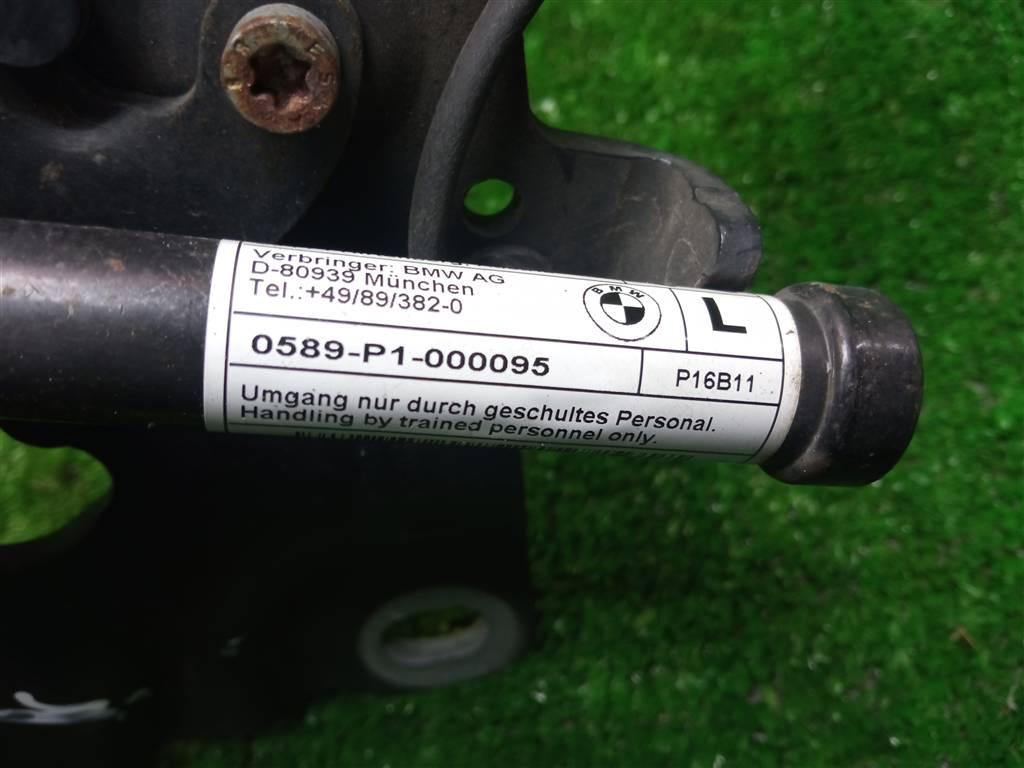 Verbringer: BMW AG
D-80939 München
Tel.:+49/89/382-0
BMW
L
0589-P1-000095
P16B11
Umgang nur durch geschultes Personal.
Handling by trained personnel only.